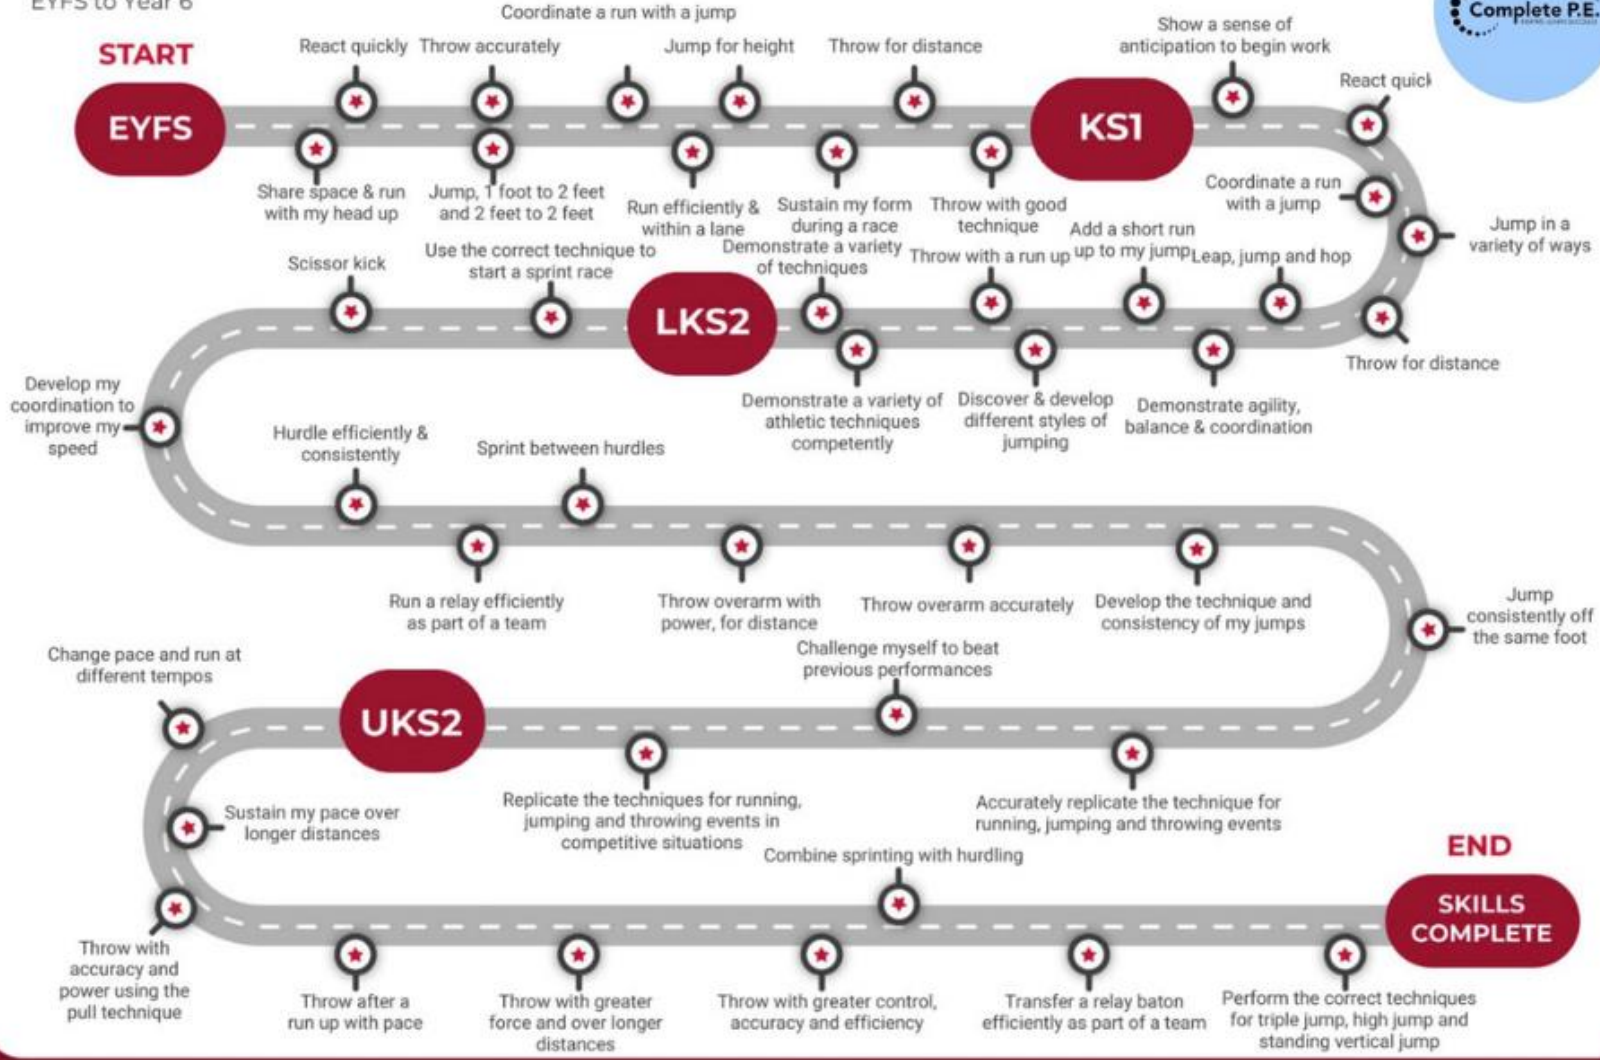 EYFS to Year 6
Complete P.E.
START
EYFS
React quickly
Throw accurately
Coordinate a run with a jump
Jump for height
Throw for distance
Share space & run
with my head up
Jump, 1 foot to 2 feet
and 2 feet to 2 feet
Run efficiently &
within a lane
Sustain my form
during a race
Throw with good
technique
KS1
Show a sense of
anticipation to begin work
React quick
Coordinate a run
with a jump
Jump in a
variety of ways
Throw for distance
Leap, jump and hop
Demonstrate agility,
balance & coordination
Add a short run
up to my jump
Discover & develop
different styles of
jumping
Throw with a run up
Demonstrate a variety of
athletic techniques
competently
Demonstrate a variety
of techniques
LKS2
Use the correct technique to
start a sprint race
Scissor kick
Develop my
coordination to
improve my
speed
Hurdle efficiently &
consistently
Run a relay efficiently
as part of a team
Sprint between hurdles
Throw overarm with
power, for distance
Throw overarm accurately
Develop the technique and
consistency of my jumps
Jump
consistently off
the same foot
Accurately replicate the technique for
running, jumping and throwing events
Challenge myself to beat
previous performances
Replicate the techniques for running,
jumping and throwing events in
competitive situations
UKS2
Change pace and run at
different tempos
Sustain my pace over
longer distances
Throw with
accuracy and
power using the
pull technique
Throw after a
run up with pace
Throw with greater
force and over longer
distances
Throw with greater control,
accuracy and efficiency
Combine sprinting with hurdling
Transfer a relay baton
efficiently as part of a team
Perform the correct techniques
for triple jump, high jump and
standing vertical jump
END
SKILLS
COMPLETE